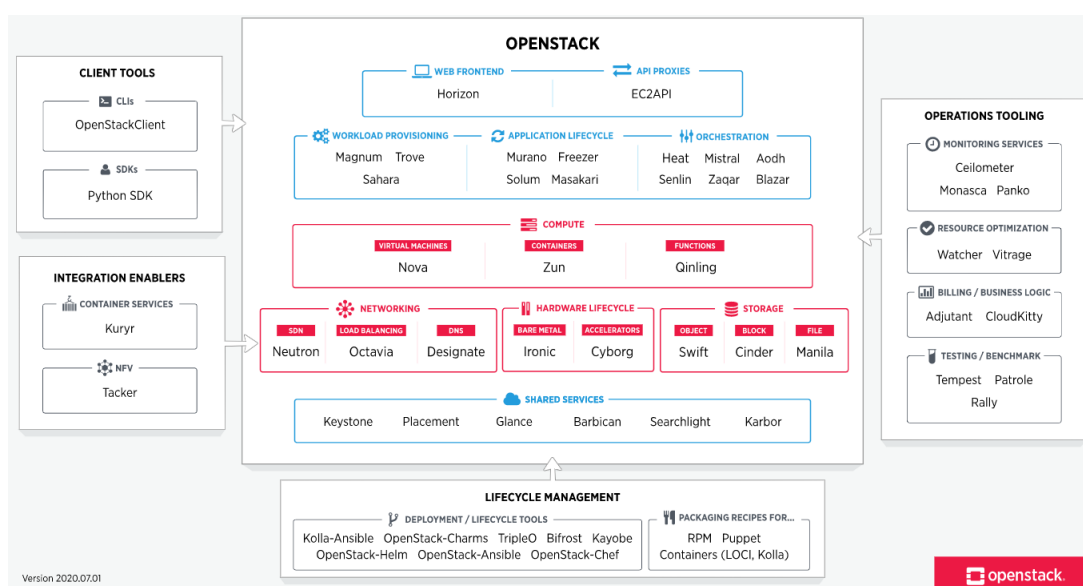 OPENSTACK
WEB FRONTEND
Horizon
API PROXIES
EC2API
WORKLOAD PROVISIONING
Magnum Trove
Sahara
APPLICATION LIFECYCLE
Murano Freezer
Solum Masakari
ORCHESTRATION
Heat Mistral Aodh
Senlin Zaqar Blazar
COMPUTE
VIRTUAL MACHINES
Nova
CONTAINERS
Zun
FUNCTIONS
Qinling
NETWORKING
SDN
Neutron
LOAD BALANCING
Octavia
DNS
Designate
HARDWARE LIFECYCLE
BARE METAL
Ironic
ACCELERATORS
Cyborg
STORAGE
OBJECT
Swift
BLOCK
Cinder
FILE
Manila
SHARED SERVICES
Keystone Placement Glance Barbican Searchlight Karbor
CLIENT TOOLS
CLIs
OpenStackClient
SDKs
Python SDK
INTEGRATION ENABLERS
CONTAINER SERVICES
Kuryr
NFV
Tacker
OPERATIONS TOOLING
MONITORING SERVICES
Ceilometer
Monasca Panko
RESOURCE OPTIMIZATION
Watcher Vitrage
BILLING / BUSINESS LOGIC
Adjutant CloudKitty
TESTING / BENCHMARK
Tempest Patrole
Rally
LIFECYCLE MANAGEMENT
DEPLOYMENT / LIFECYCLE TOOLS
Kolla-Ansible OpenStack-Charms TripleO Bifrost Kayobe
OpenStack-Helm OpenStack-Ansible OpenStack-Chef
PACKAGING RECIPES FOR...
RPM Puppet
Containers (LOCI, Kolla)
Version 2020.07.01
openstack.